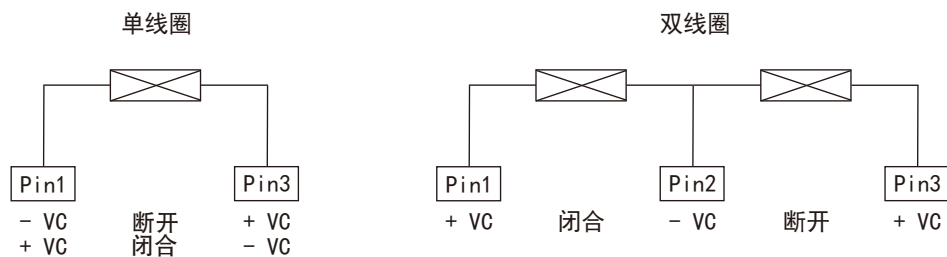 单线圈 双线圈
Pin1 Pin3 Pin1 Pin2 Pin3
- VC 断开 + VC + VC 闭合 - VC 断开 + VC
+ VC 闭合 - VC